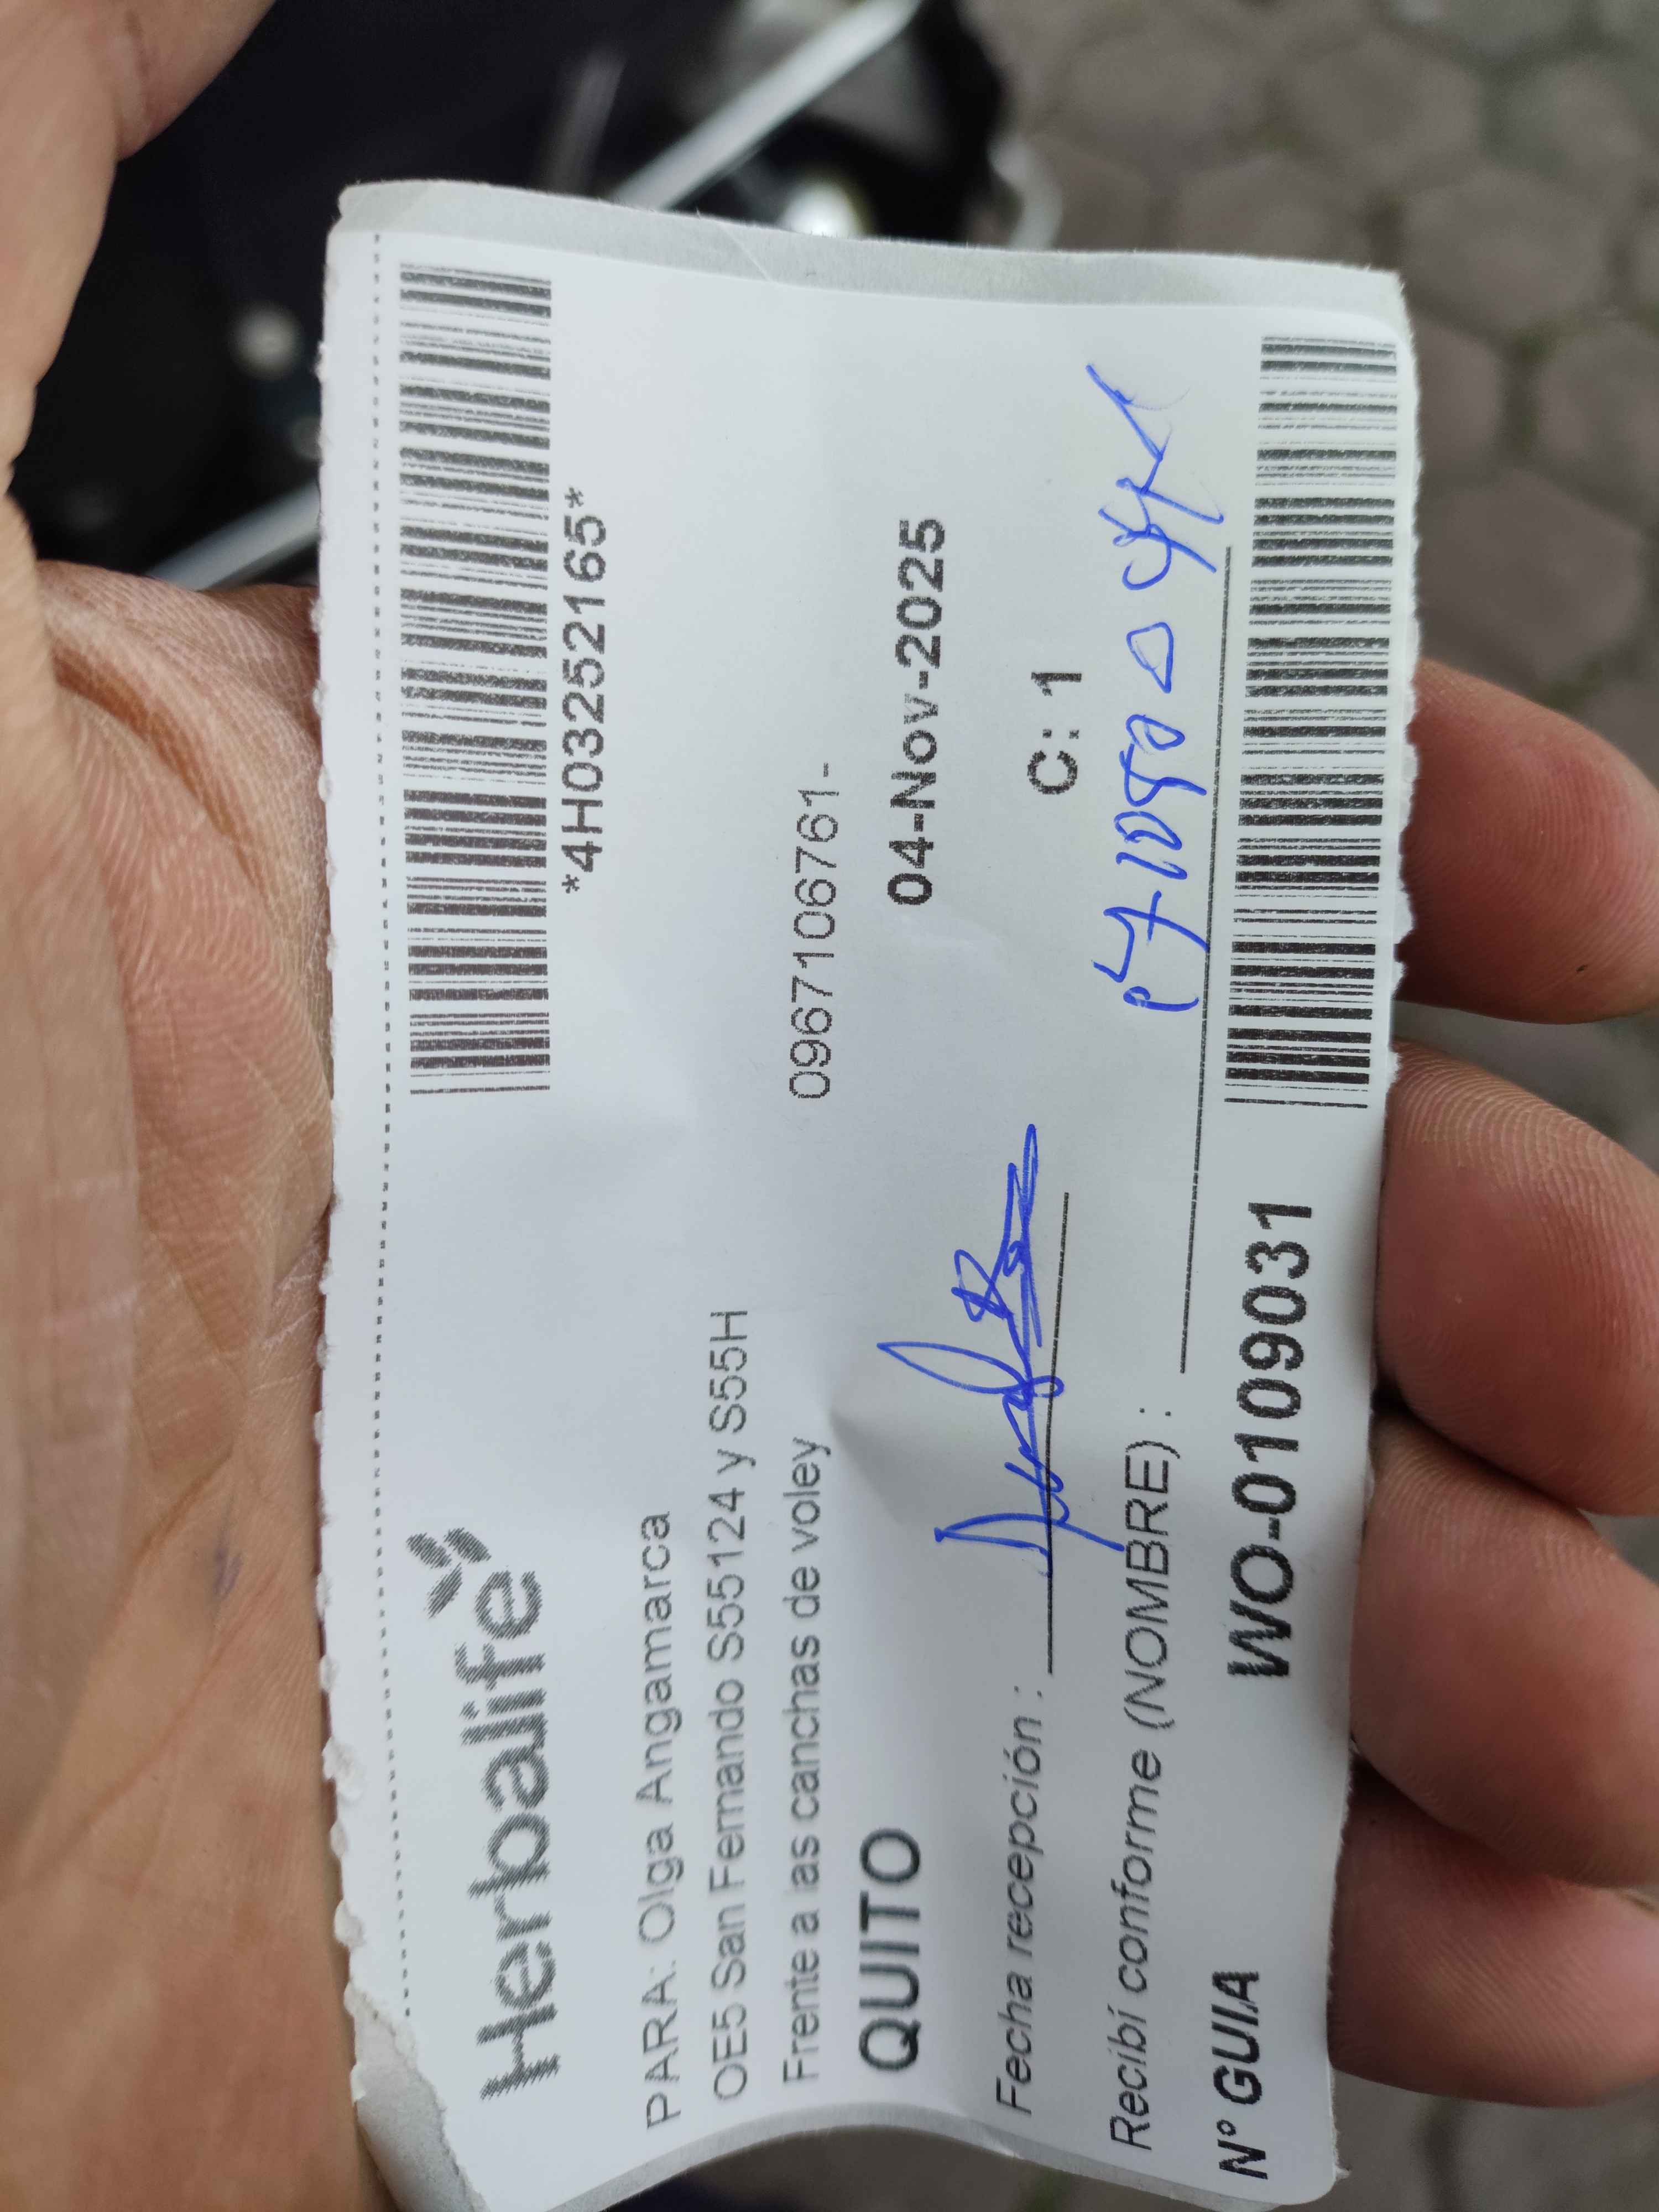 Herbalife
*4H03252165*
PARA: Olga Angamarca
OE5 San Fernando S55124 y S55H
Frente a las canchas de voley
0967106761-
QUITO
04-Nov-2025
Fecha recepción :
C: 1
Recibí conforme (NOMBRE) :
N° GUIA WO-0109031